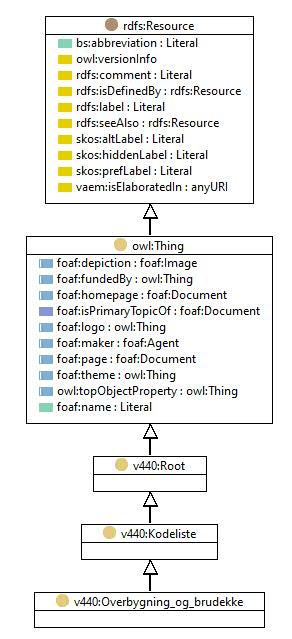 rdfs:Resource
bs:abbreviation : Literal
owl:versionInfo
rdfs:comment : Literal
rdfs:isDefinedBy : rdfs:Resource
rdfs:label : Literal
rdfs:seeAlso : rdfs:Resource
skos:altLabel : Literal
skos:hiddenLabel : Literal
skos:prefLabel : Literal
vaem:isElaboratedIn : anyURI
owl:Thing
foaf:depiction : foaf:Image
foaf:fundedBy : owl:Thing
foaf:homepage : foaf:Document
foaf:isPrimaryTopicOf : foaf:Document
foaf:logo : owl:Thing
foaf:maker : foaf:Agent
foaf:page : foaf:Document
foaf:theme : owl:Thing
owl:topObjectProperty : owl:Thing
foaf:name : Literal
v440:Root
v440:Kodeliste
v440:Overbygning_og_brudekke